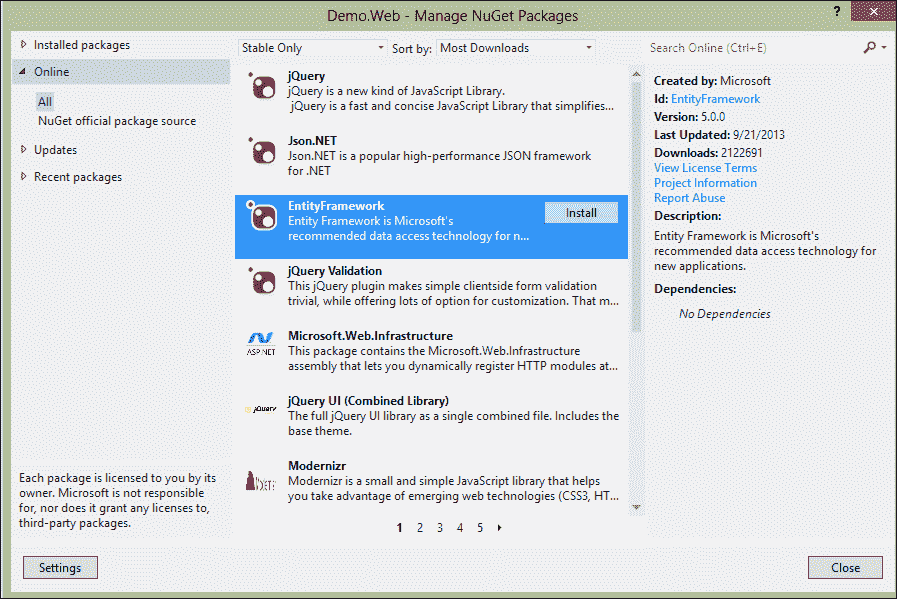 Demo.Web - Manage NuGet Packages
?
Installed packages
Online
All
NuGet official package source
Updates
Recent packages
Each package is licensed to you by its
owner. Microsoft is not responsible
for, nor does it grant any licenses to,
third-party packages.
Settings
Stable Only
Sort by: Most Downloads
jQuery
jQuery is a new kind of JavaScript Library.
jQuery is a fast and concise JavaScript Library that simplifies...
Json.NET
Json.NET is a popular high-performance JSON framework
for .NET
EntityFramework
Install
Entity Framework is Microsoft's
recommended data access technology for n...
jQuery Validation
This jQuery plugin makes simple clientside form validation
trivial, while offering lots of option for customization. That m...
ASP.NET
Microsoft.Web.Infrastructure
This package contains the Microsoft.Web.Infrastructure
assembly that lets you dynamically register HTTP modules at...
jQuery
jQuery UI (Combined Library)
The full jQuery UI library as a single combined file. Includes the
base theme.
Modernizr
Modernizr is a small and simple JavaScript library that helps
you take advantage of emerging web technologies (CSS3, HT...
1 2 3 4 5
Search Online (Ctrl+E)
Created by: Microsoft
Id: EntityFramework
Version: 5.0.0
Last Updated: 9/21/2013
Downloads: 2122691
View License Terms
Project Information
Report Abuse
Description:
Entity Framework is Microsoft's
recommended data access technology for
new applications.
Dependencies:
No Dependencies
Close